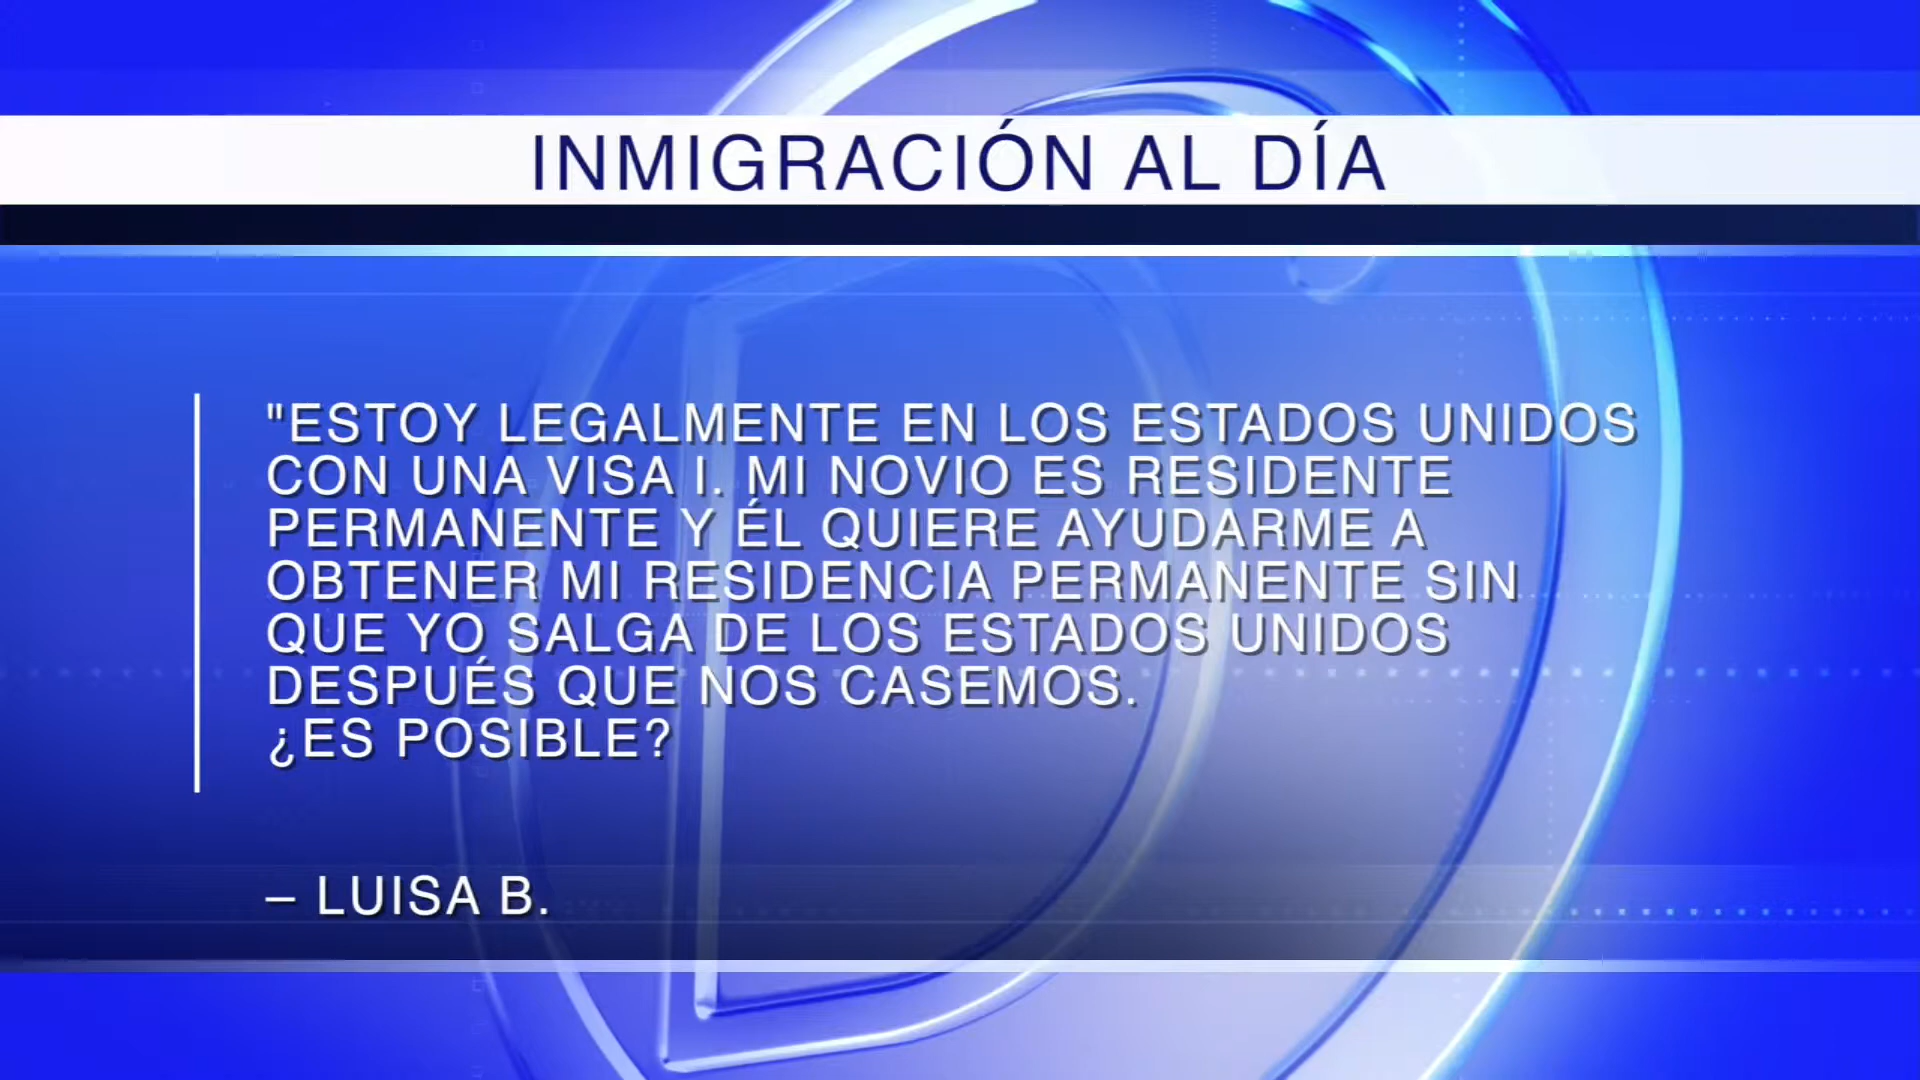 INMIGRACIÓN AL DÍA
"ESTOY LEGALMENTE EN LOS ESTADOS UNIDOS
CON UNA VISA I. MI NOVIO ES RESIDENTE
PERMANENTE Y ÉL QUIERE AYUDARME A
OBTENER MI RESIDENCIA PERMANENTE SIN
QUE YO SALGA DE LOS ESTADOS UNIDOS
DESPUÉS QUE NOS CASEMOS.
¿ES POSIBLE?
– LUISA B.